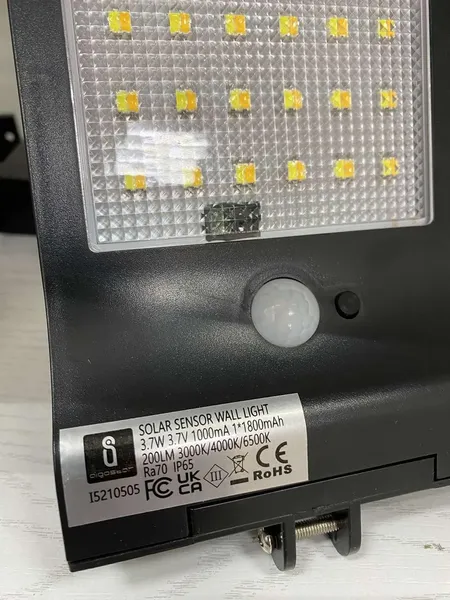 SOLAR SENSOR WALL LIGHT
3.7W 3.7V 1000mA 1*1800mAh
200LM 3000K/4000K/6500K
Ra70 IP65
aigostar
I5210505 FC UK CA III CE RoHS